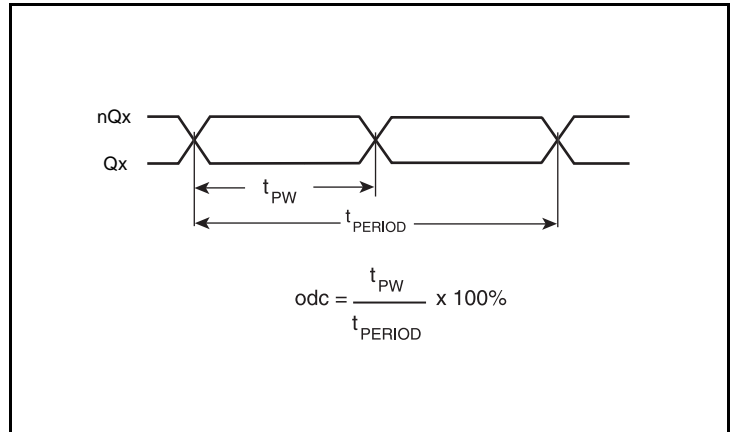 nQx
Qx
tPW
tPERIOD
odc = tPW / tPERIOD x 100%